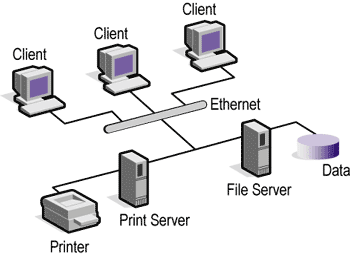 Client
Client
Client
Ethernet
File Server
Data
Print Server
Printer